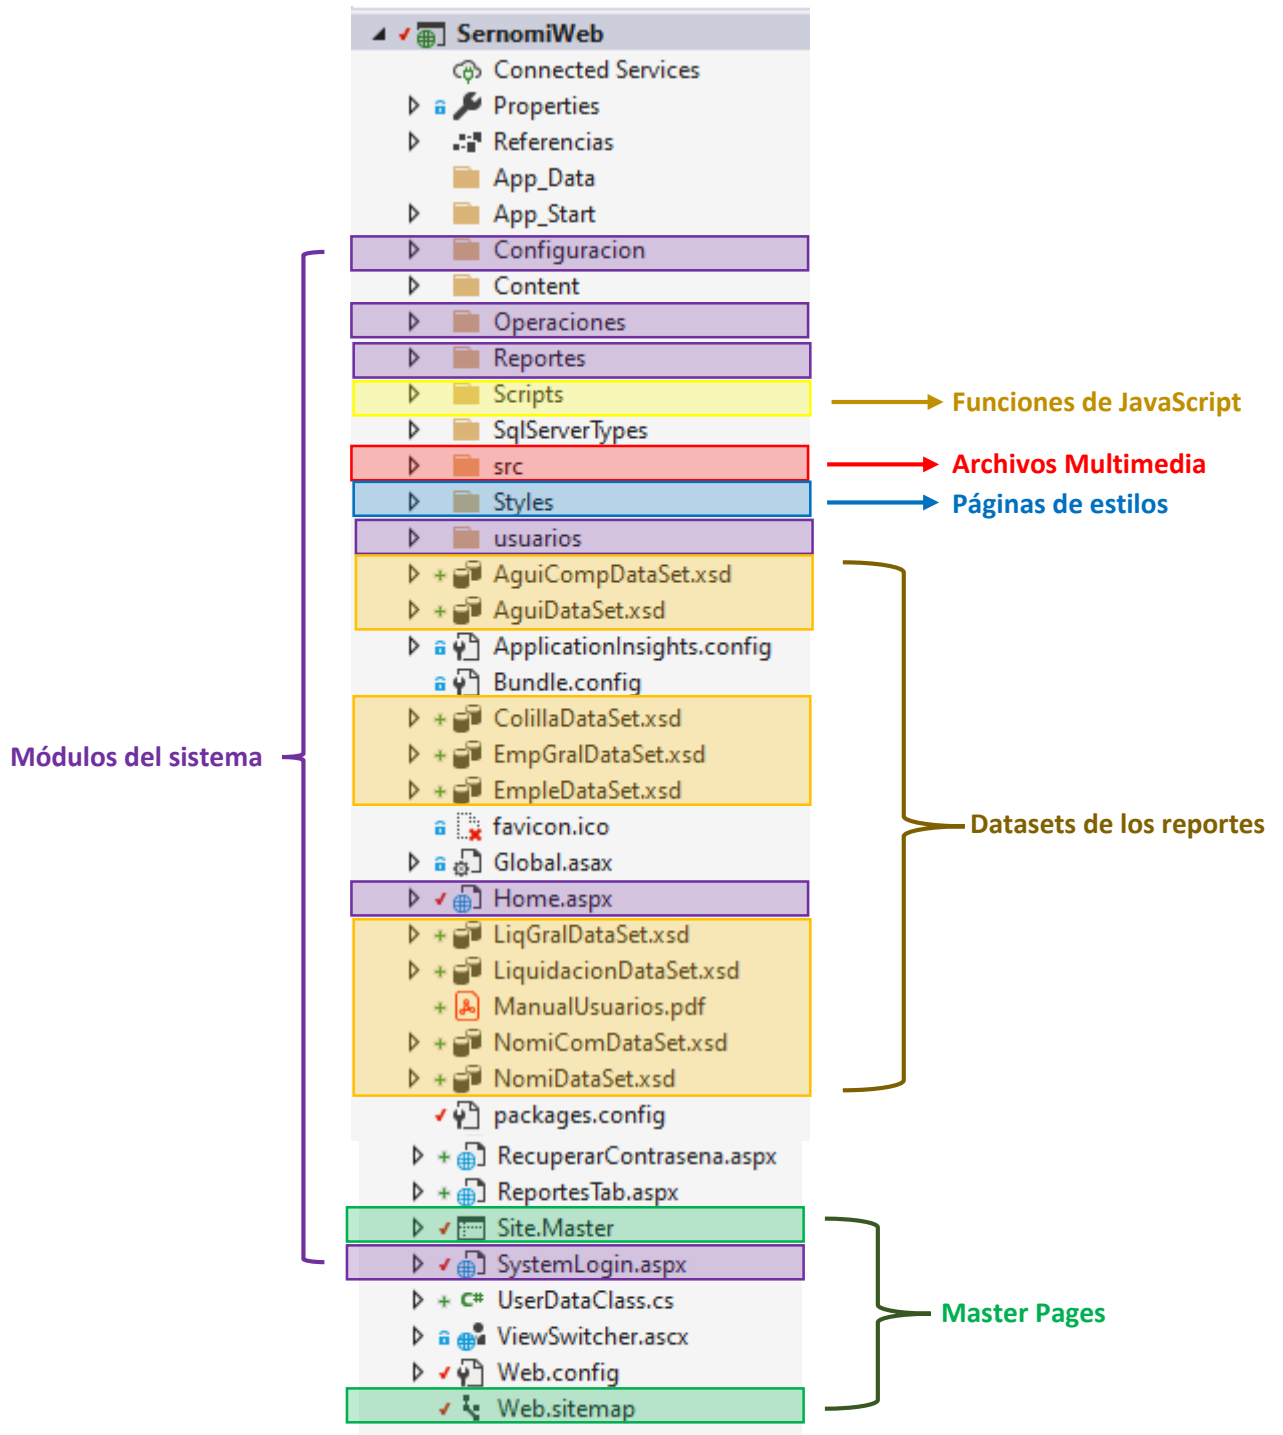 SernomiWeb
Connected Services
Properties
Referencias
App_Data
App_Start
Configuracion
Content
Operaciones
Reportes
Scripts
SqlServerTypes
src
Styles
usuarios
AguiCompDataSet.xsd
AguiDataSet.xsd
ApplicationInsights.config
Bundle.config
ColillaDataSet.xsd
EmpGralDataSet.xsd
EmpleDataSet.xsd
favicon.ico
Global.asax
Home.aspx
LiqGralDataSet.xsd
LiquidacionDataSet.xsd
ManualUsuarios.pdf
NomiComDataSet.xsd
NomiDataSet.xsd
packages.config
RecuperarContrasena.aspx
ReportesTab.aspx
Site.Master
SystemLogin.aspx
C# UserDataClass.cs
ViewSwitcher.ascx
Web.config
Web.sitemap
Módulos del sistema
Funciones de JavaScript
Archivos Multimedia
Páginas de estilos
Datasets de los reportes
Master Pages